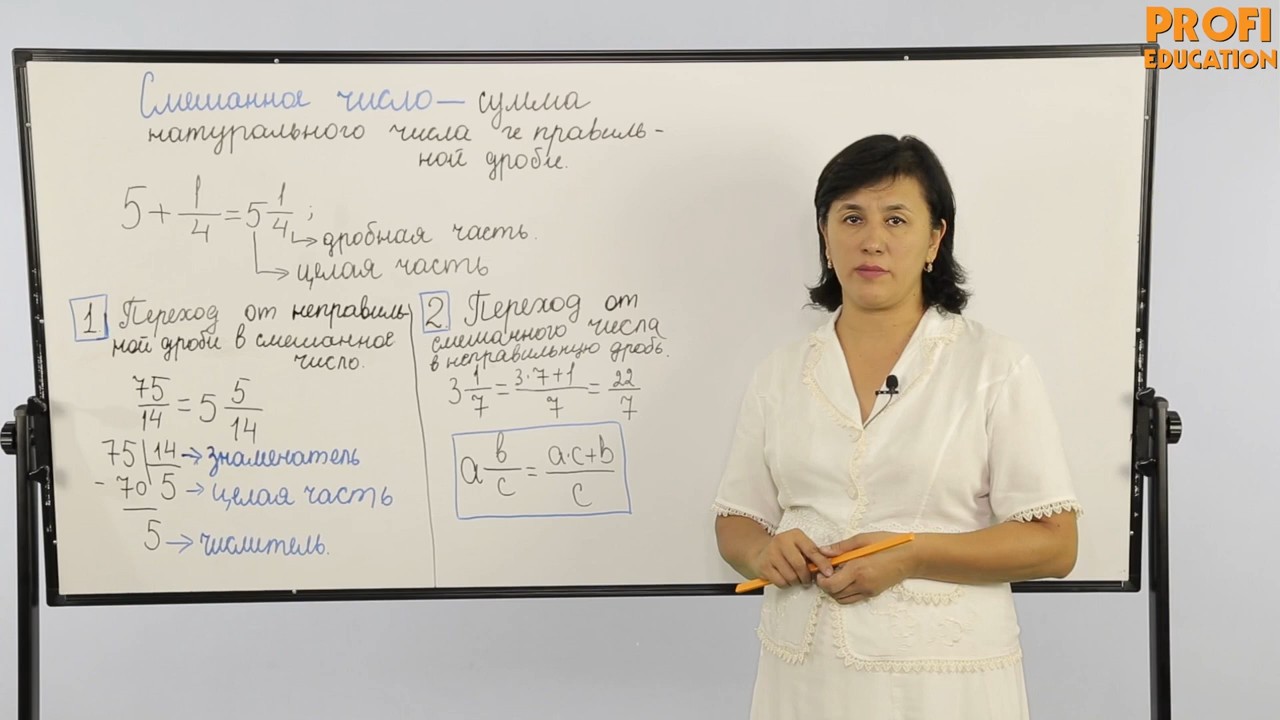 PROFI
EDUCATION
Смешанное число — сумма
натурального числа и правиль-
ной дроби.
5 + 1/4 = 5 1/4 ;
дробная часть.
целая часть
1 Переход от неправиль
ной дроби в смешанное
число.
75/14 = 5 5/14
75 14 → знаменатель
- 70 5 → целая часть
5 → числитель.
2 Переход от
смешанного числа
в неправильную дробь.
3 1/7 = 3·7+1/7 = 22/7
a b/c = a·c+b/c